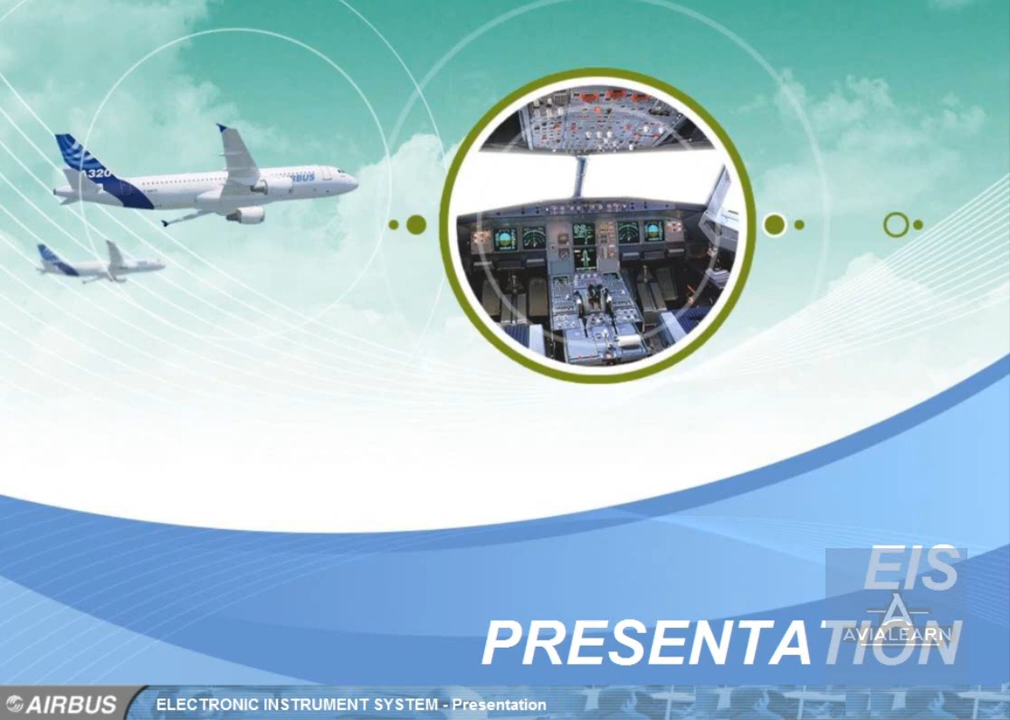 A320
AIRBUS
EIS
PRESENTATION
AVIALEARN
AIRBUS
ELECTRONIC INSTRUMENT SYSTEM - Presentation